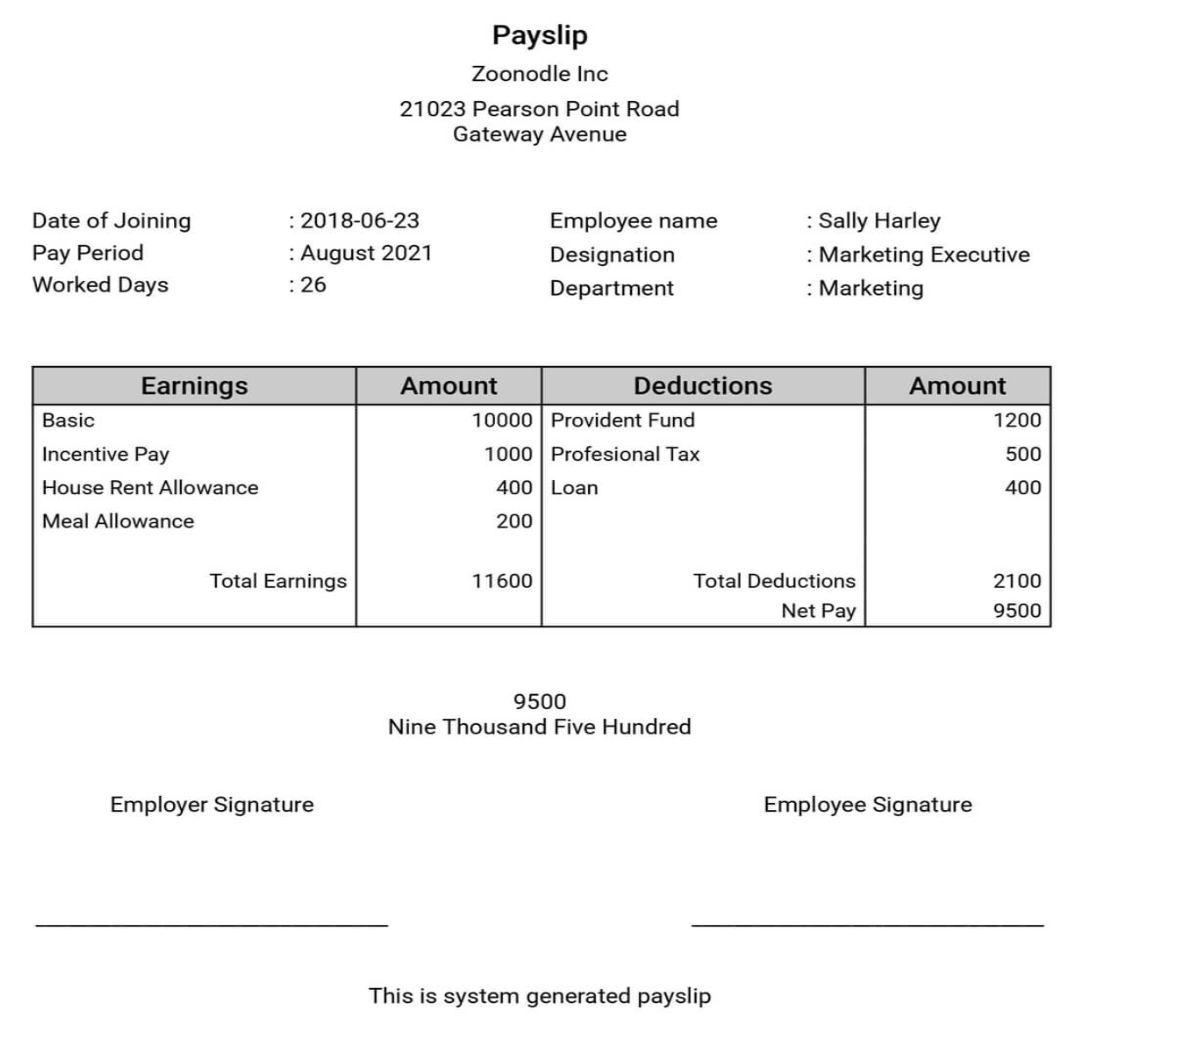 Payslip
Zoonodle Inc
21023 Pearson Point Road
Gateway Avenue
Date of Joining : 2018-06-23 Employee name : Sally Harley
Pay Period : August 2021 Designation : Marketing Executive
Worked Days : 26 Department : Marketing
Earnings Amount Deductions Amount
Basic 10000 Provident Fund 1200
Incentive Pay 1000 Profesional Tax 500
House Rent Allowance 400 Loan 400
Meal Allowance 200
Total Earnings 11600 Total Deductions 2100
Net Pay 9500
9500
Nine Thousand Five Hundred
Employer Signature Employee Signature
This is system generated payslip